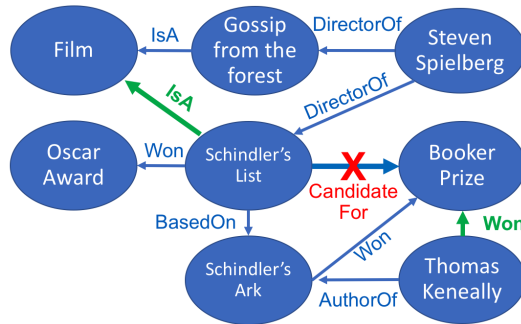 Film
IsA
Gossip
from the
forest
DirectorOf
Steven
Spielberg
IsA
DirectorOf
Oscar
Award
Won
Schindler's
List
X
Candidate
For
Booker
Prize
BasedOn
Won
Won
Schindler's
Ark
AuthorOf
Thomas
Keneally